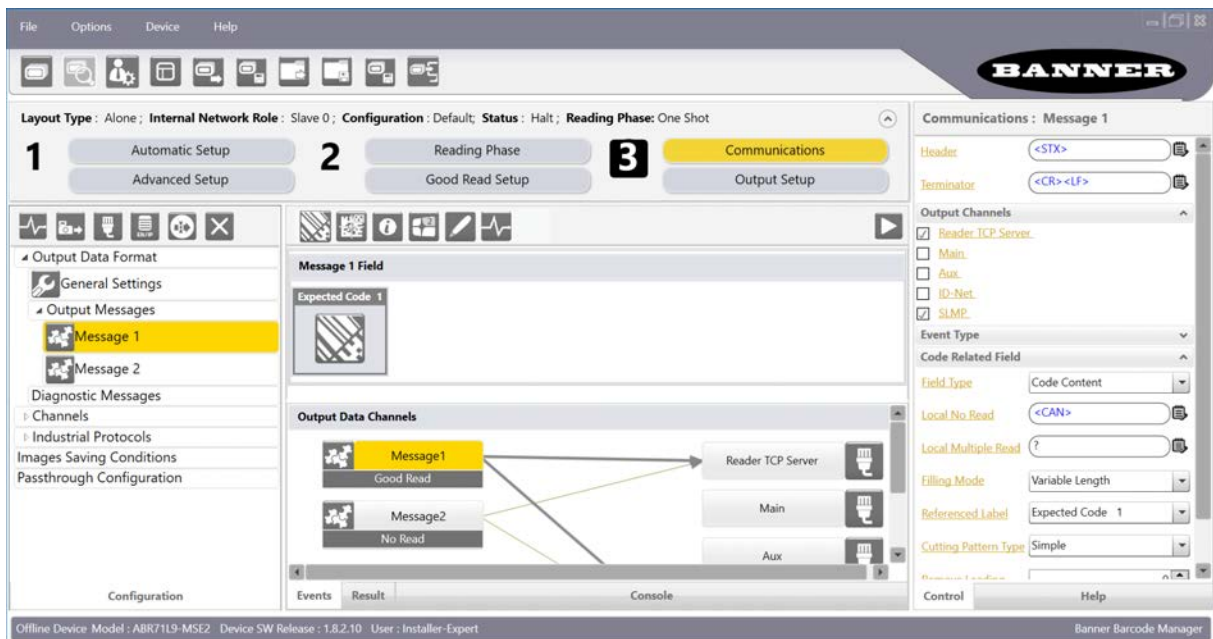 File Options Device Help
BANNER
Layout Type : Alone ; Internal Network Role : Slave 0 ; Configuration : Default; Status : Halt ; Reading Phase: One Shot
1 Automatic Setup 2 Reading Phase 3 Communications
Advanced Setup Good Read Setup Output Setup
Output Data Format
General Settings
Output Messages
Message 1
Message 2
Diagnostic Messages
Channels
Industrial Protocols
Images Saving Conditions
Passthrough Configuration
Configuration
Message 1 Field
Expected Code 1
Output Data Channels
Message1
Good Read
Message2
No Read
Reader TCP Server
Main
Aux
Events Result Console
Communications : Message 1
Header <STX>
Terminator <CR><LF>
Output Channels
Reader TCP Server
Main
Aux
ID-Net
SLMP
Event Type
Code Related Field
Field Type Code Content
Local No Read <CAN>
Local Multiple Read ?
Filling Mode Variable Length
Referenced Label Expected Code 1
Cutting Pattern Type Simple
Control Help
Offline Device Model : ABR71L9-MSE2 Device SW Release : 1.8.2.10 User : Installer-Expert Banner Barcode Manager